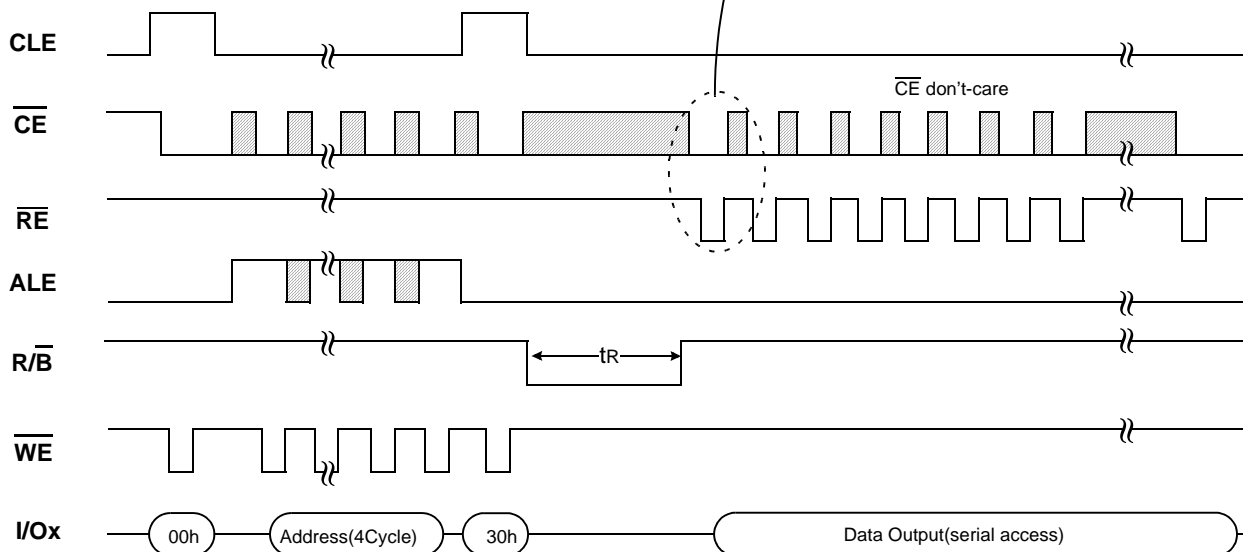 CLE
CE
CE don't-care
RE
ALE
R/B
tR
WE
I/Ox
00h
Address(4Cycle)
30h
Data Output(serial access)